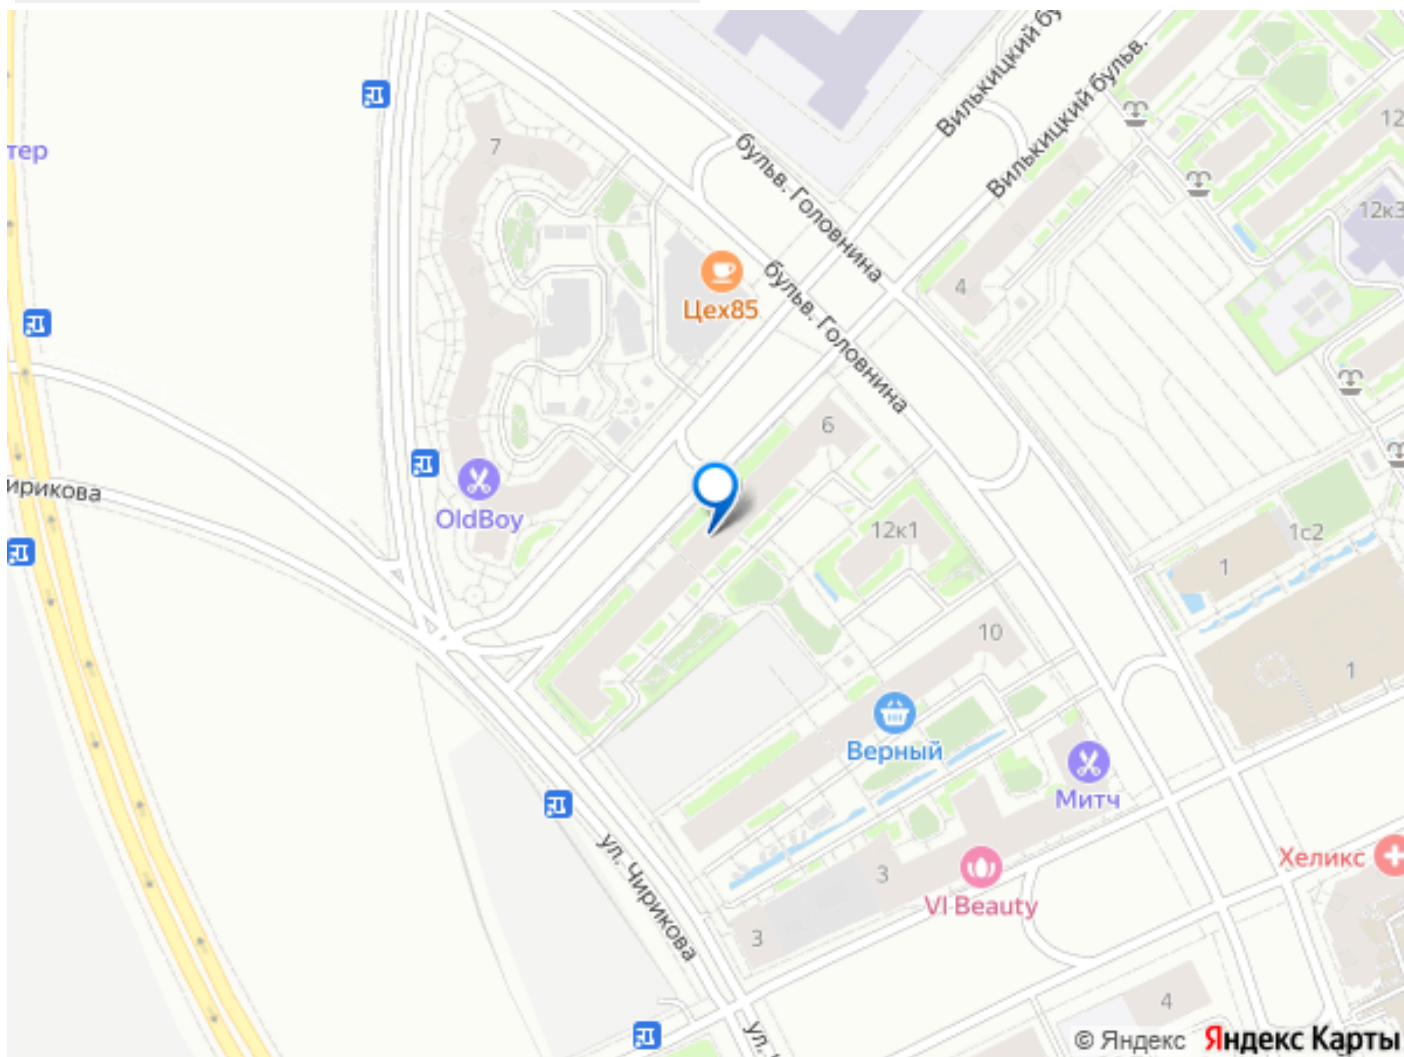 Вилькицкий бу
Вилькицкий бульв.
12
7
тер
бульв. Головнина
12к3
4
Цех85
бульв. Головнина
6
ирикова
OldBoy
12к1
1с2
1
10
1
Верный
Митч
ул. Чирикова
3
Хеликс
VI Beauty
3
4
ул.
© Яндекс Яндекс Карты